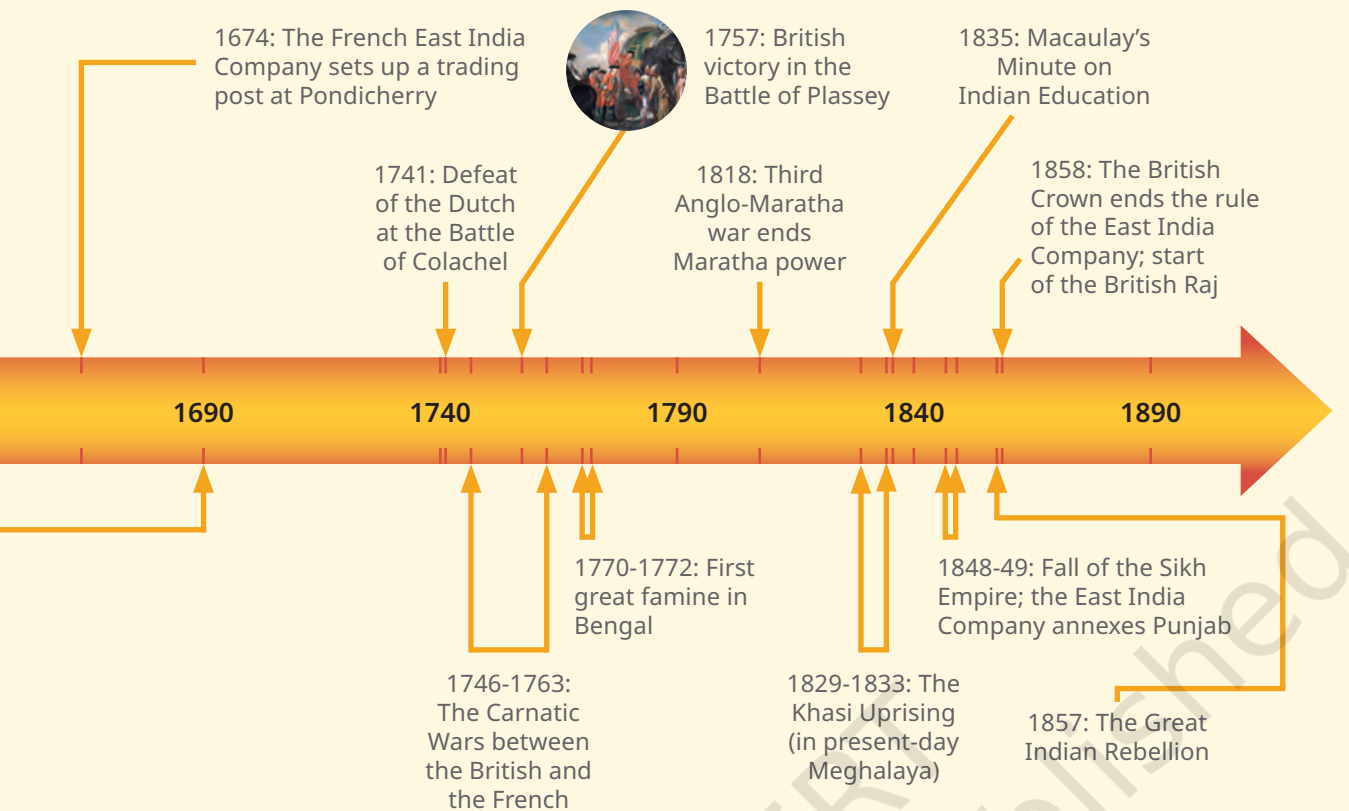 1674: The French East India
Company sets up a trading
post at Pondicherry
1757: British
victory in the
Battle of Plassey
1835: Macaulay’s
Minute on
Indian Education
1741: Defeat
of the Dutch
at the Battle
of Colachel
1818: Third
Anglo-Maratha
war ends
Maratha power
1858: The British
Crown ends the rule
of the East India
Company; start
of the British Raj
1690
1740
1790
1840
1890
1770-1772: First
great famine in
Bengal
1848-49: Fall of the Sikh
Empire; the East India
Company annexes Punjab
1746-1763:
The Carnatic
Wars between
the British and
the French
1829-1833: The
Khasi Uprising
(in present-day
Meghalaya)
1857: The Great
Indian Rebellion